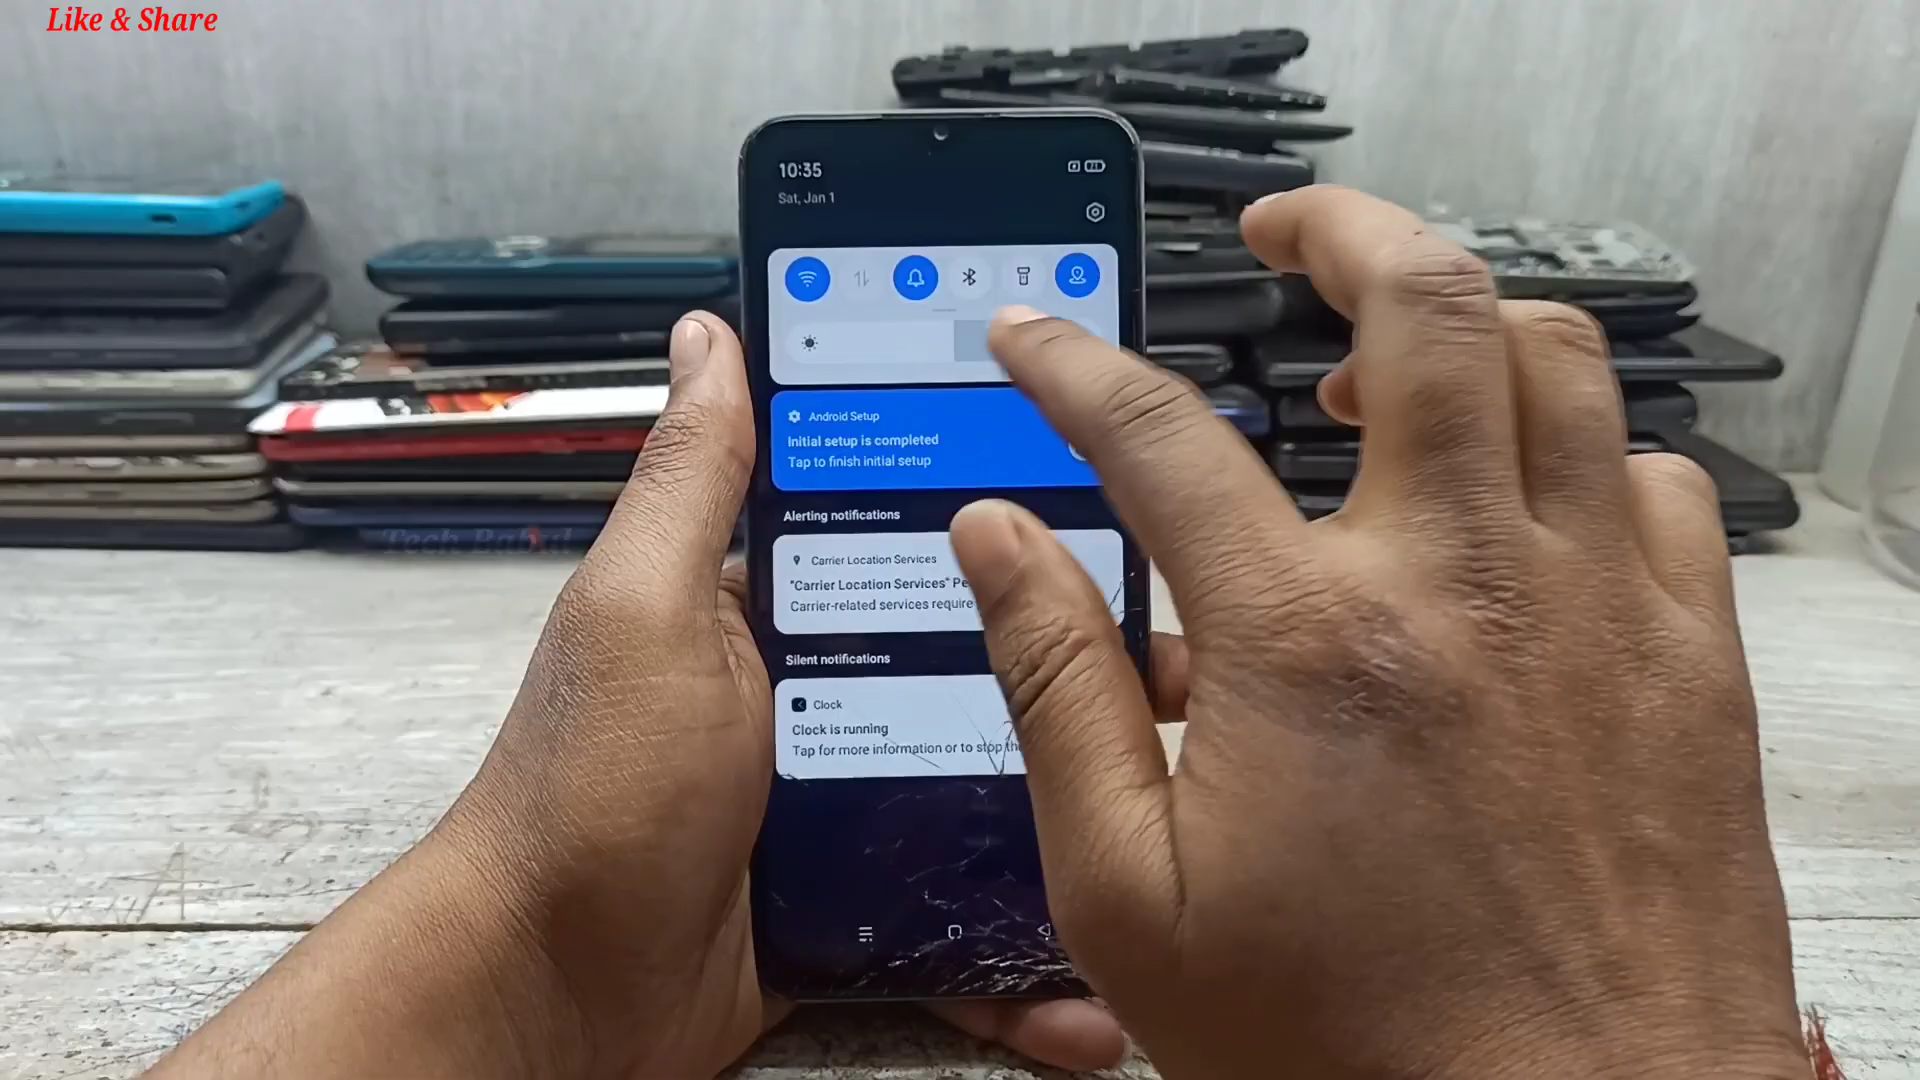 Like & Share
10:35
Sat, Jan 1
Android Setup
Initial setup is completed
Tap to finish initial setup
Alerting notifications
Carrier Location Services
"Carrier Location Services"
Carrier-related services require
Silent notifications
Clock
Clock is running
Tap for more information or to stop
Tech Babul